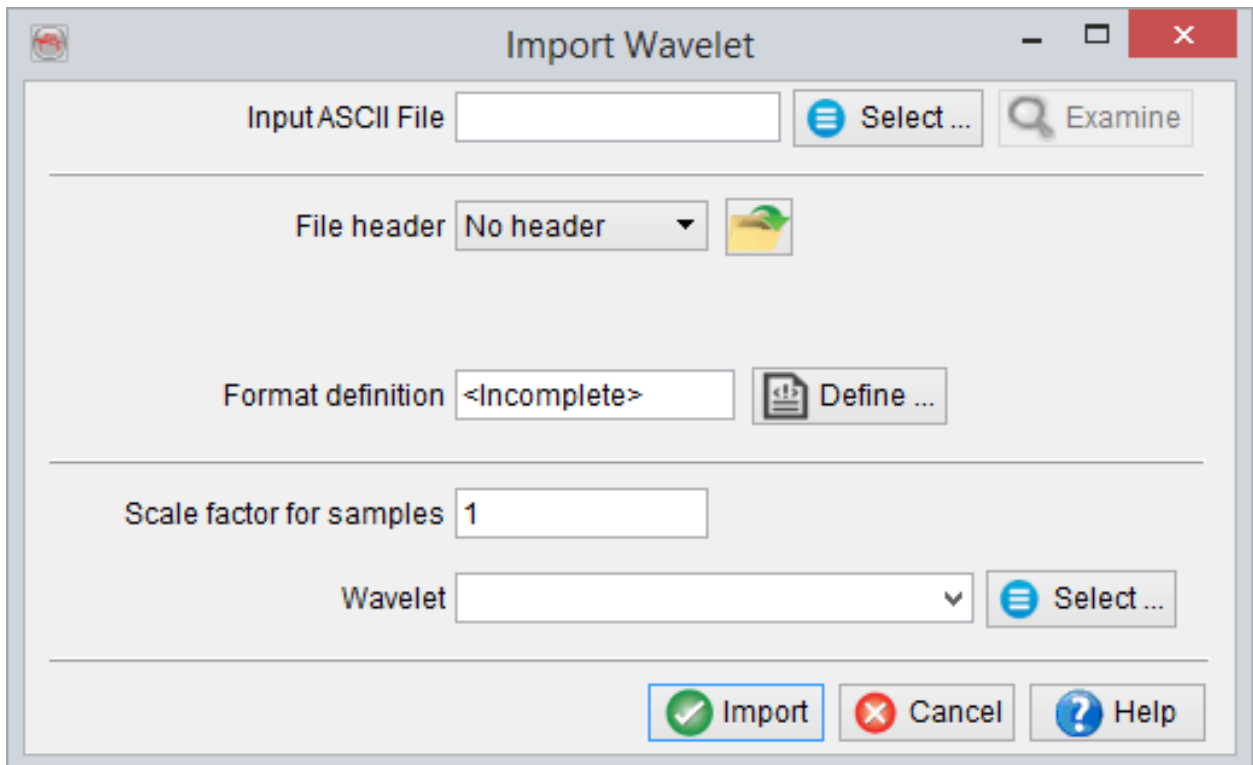 Import Wavelet
Input ASCII File Select ... Examine
File header No header
Format definition <Incomplete> Define ...
Scale factor for samples 1
Wavelet Select ...
Import Cancel Help